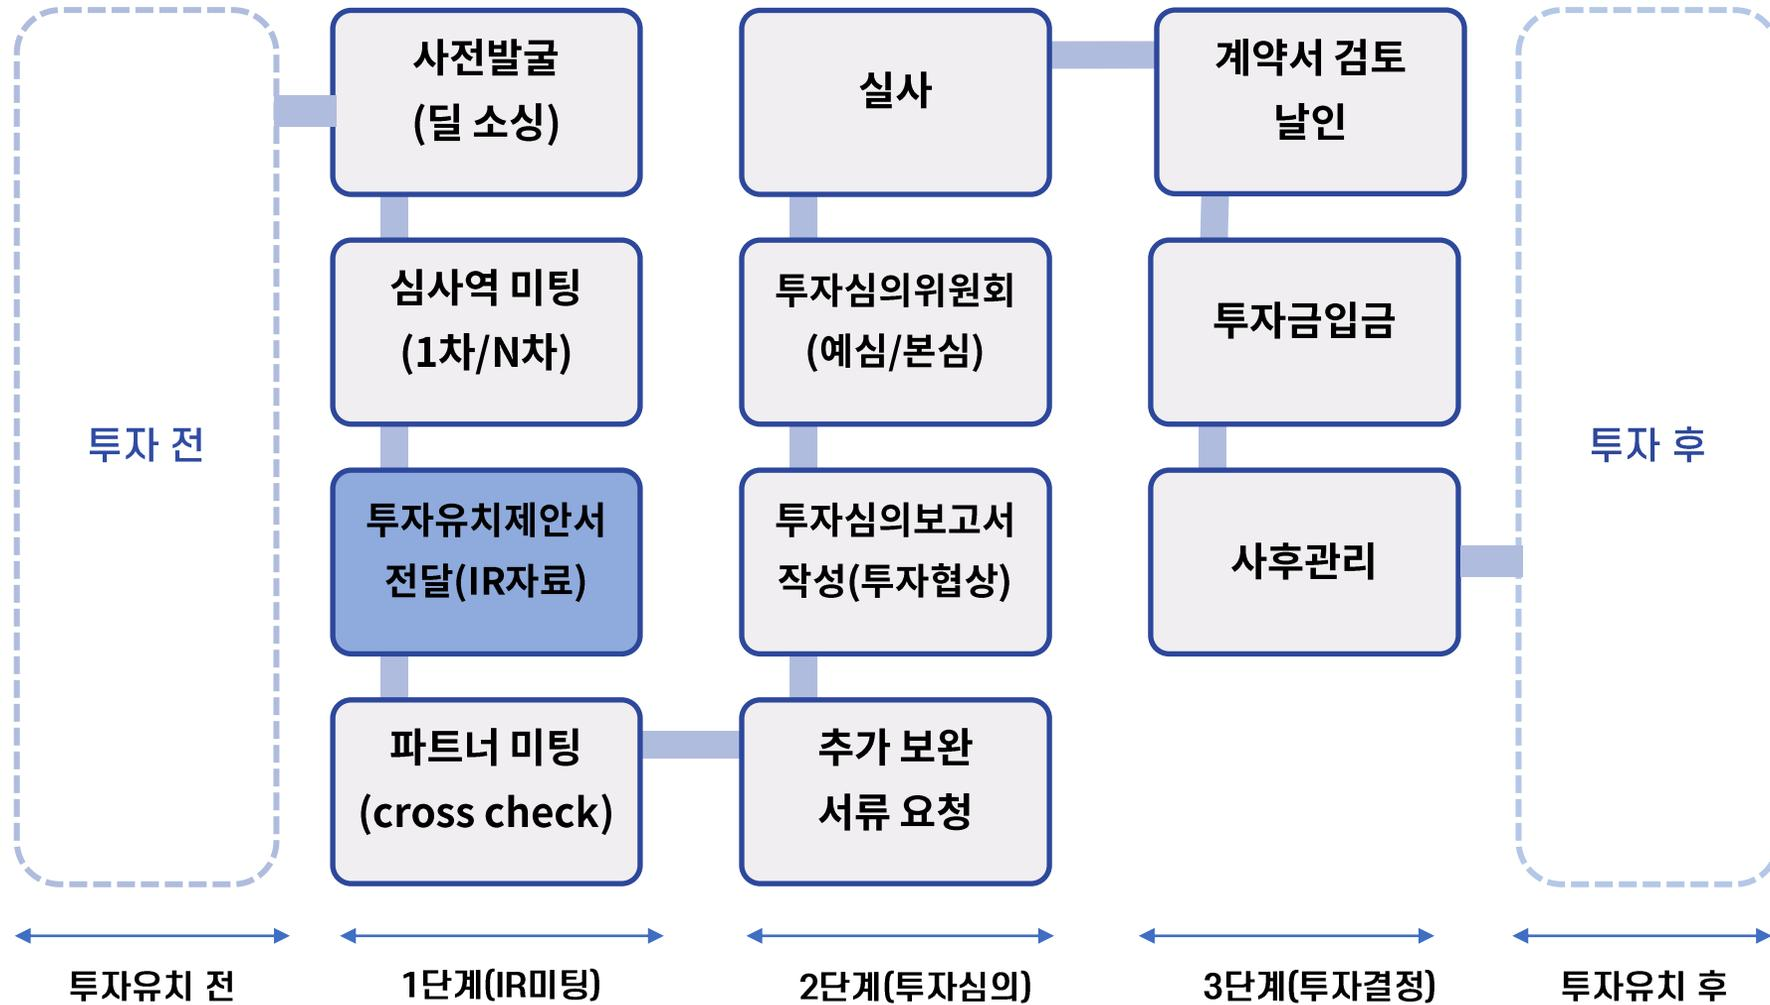 투자 전
사전발굴
(딜 소싱)
심사역 미팅
(1차/N차)
투자유치제안서
전달(IR자료)
파트너 미팅
(cross check)
실사
투자심의위원회
(예심/본심)
투자심의보고서
작성(투자협상)
추가 보완
서류 요청
계약서 검토
날인
투자금입금
사후관리
투자 후
투자유치 전
1단계(IR미팅)
2단계(투자심의)
3단계(투자결정)
투자유치 후